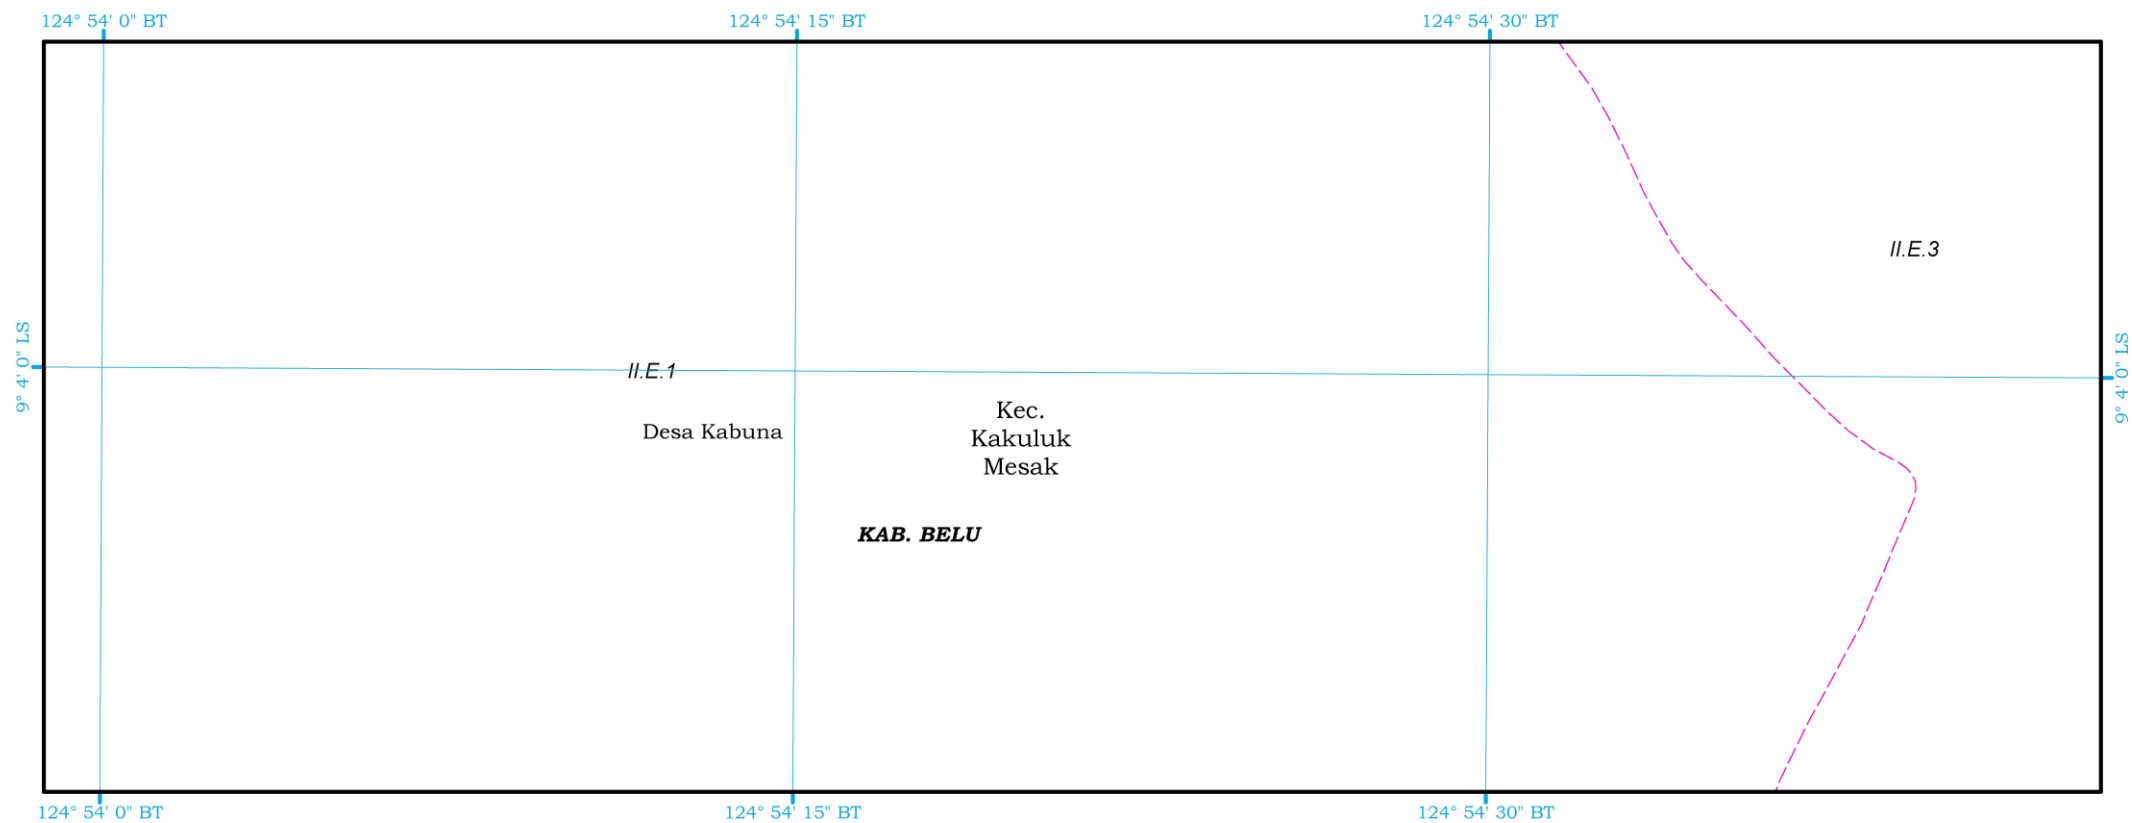 124° 54' 0" BT
124° 54' 15" BT
124° 54' 30" BT
II.E.3
9° 4' 0" LS
9° 4' 0" LS
II.E.1
Desa Kabuna
Kec.
Kakuluk
Mesak
KAB. BELU
124° 54' 0" BT
124° 54' 15" BT
124° 54' 30" BT